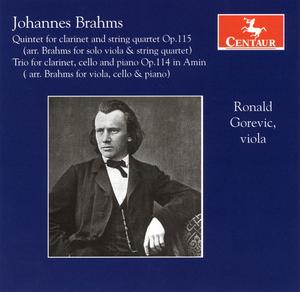 Johannes Brahms
Quintet for clarinet and string quartet Op.115
(arr. Brahms for solo viola & string quartet)
Trio for clarinet, cello and piano Op.114 in Amin
( arr. Brahms for viola, cello & piano)
CENTAUR
Ronald
Gorevic,
viola